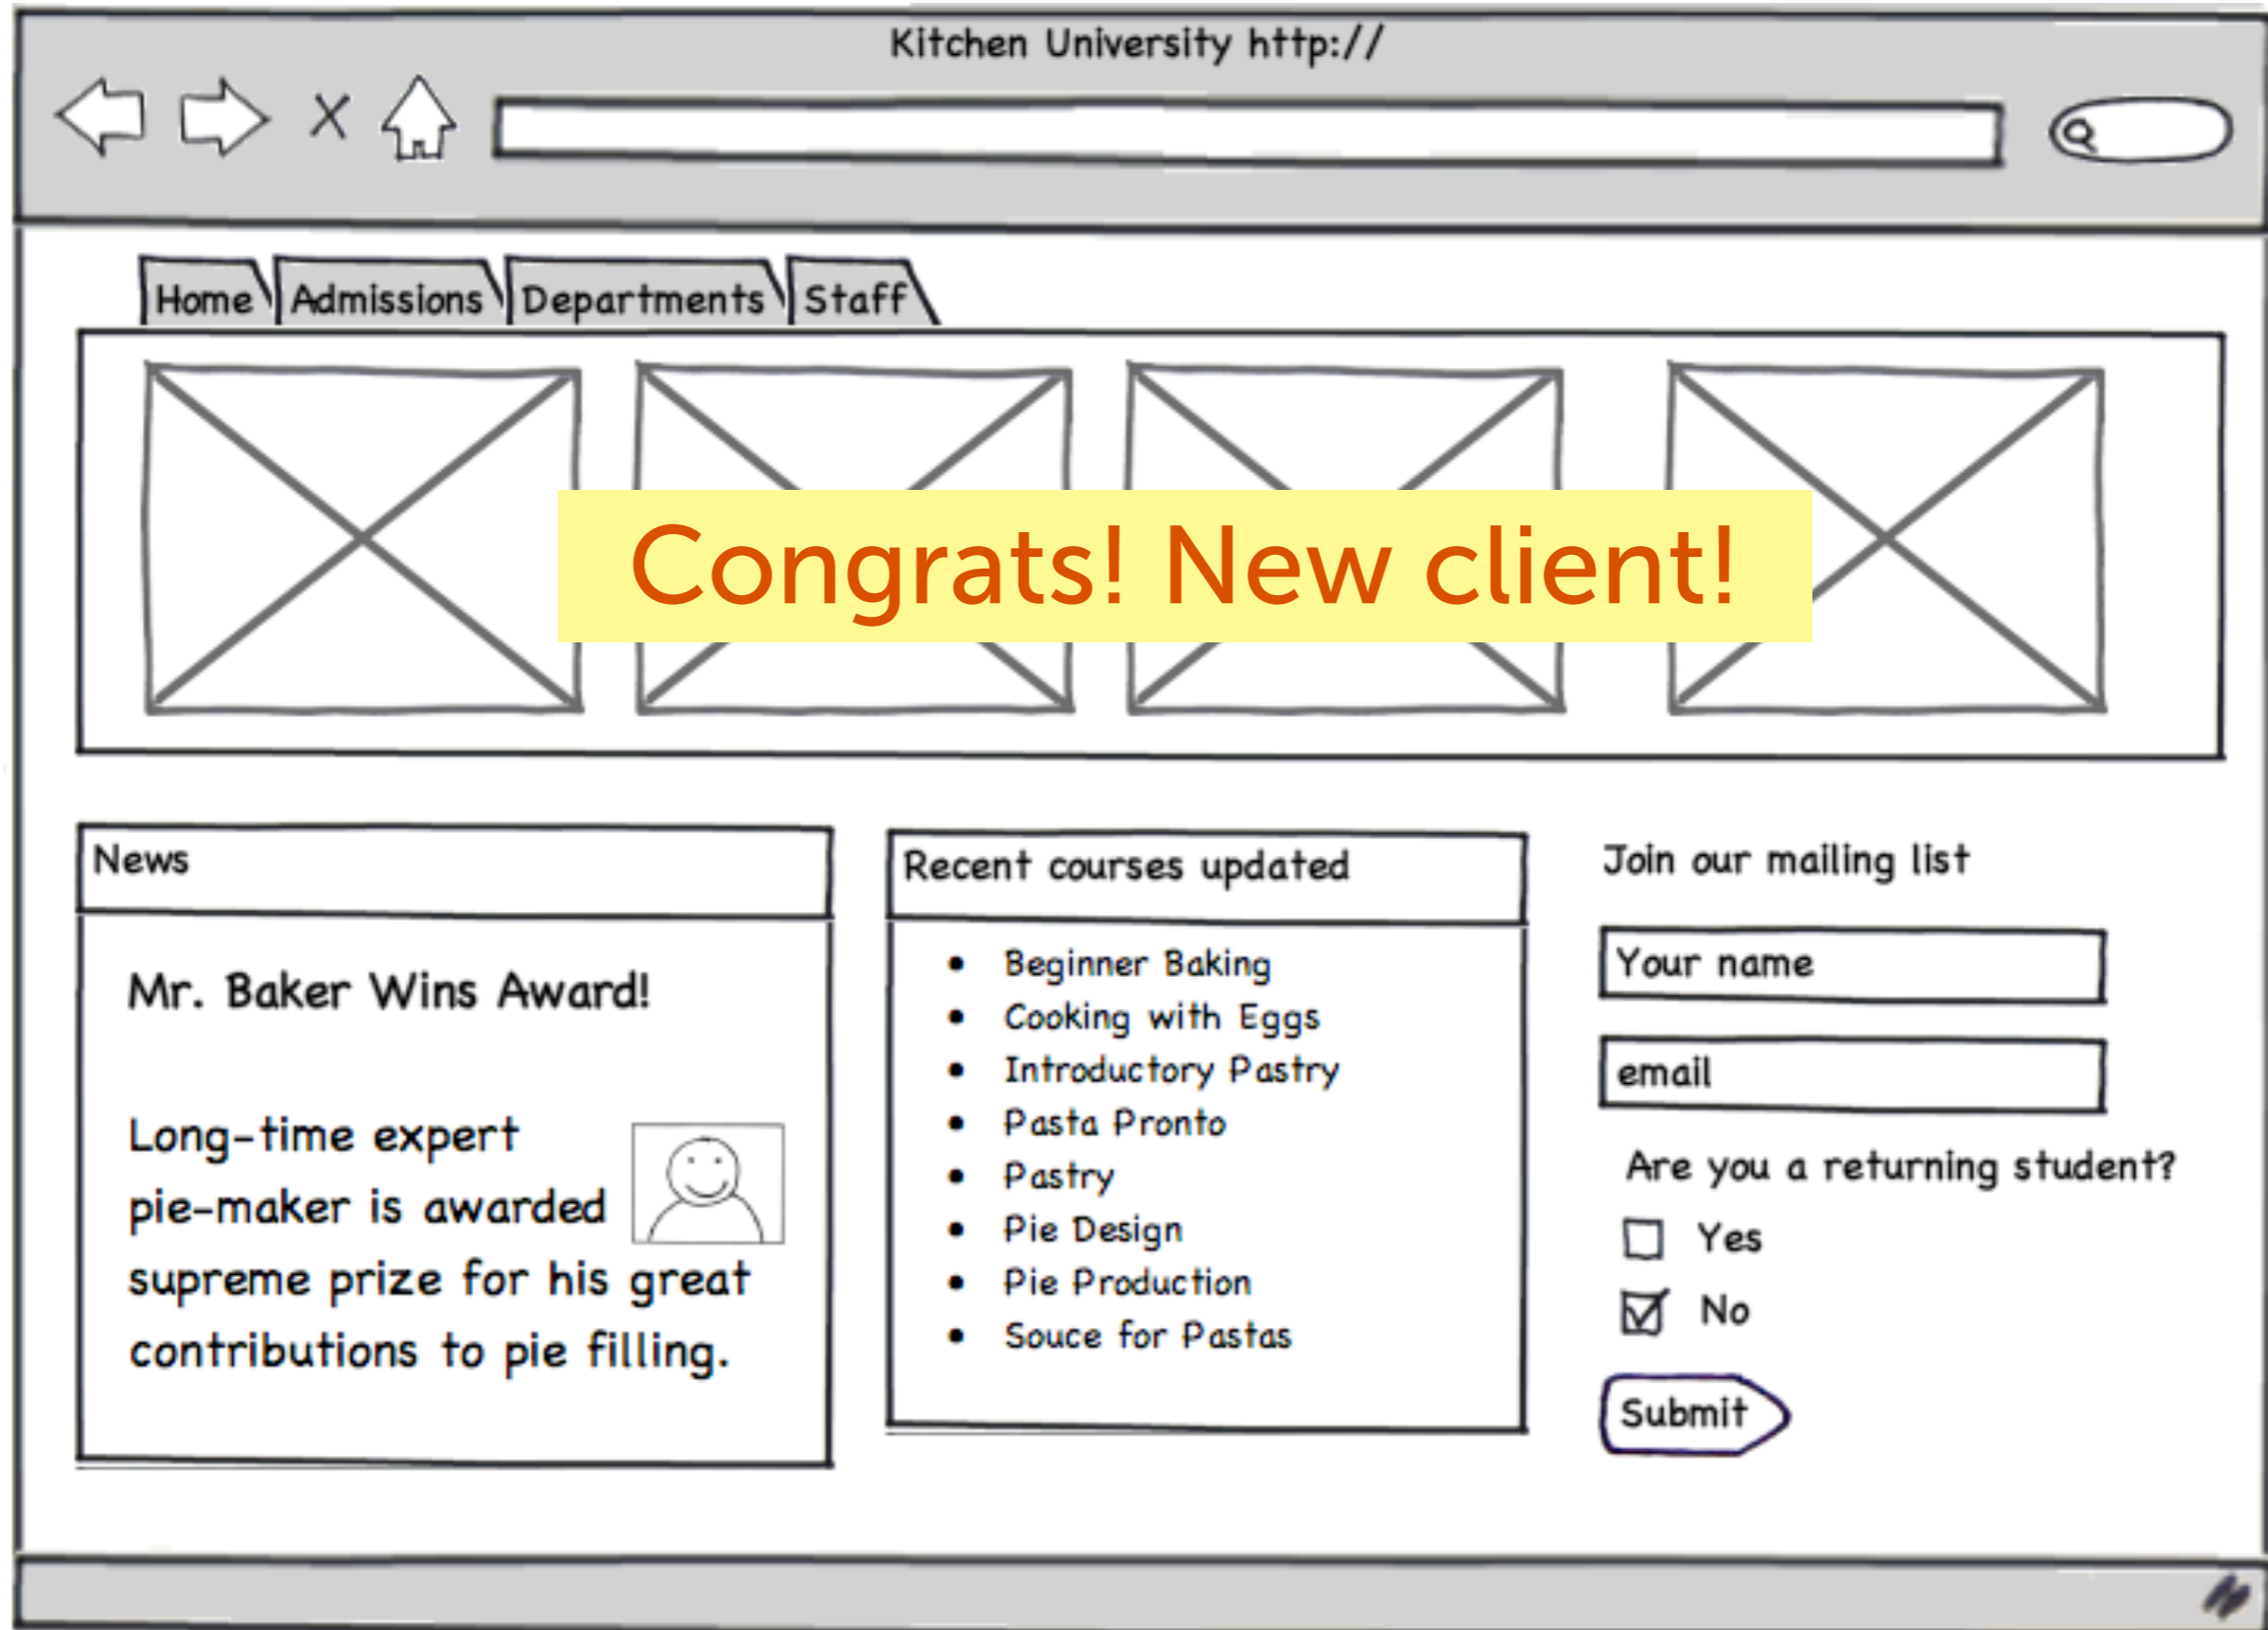 Kitchen University http://
Home Admissions Departments Staff
Congrats! New client!
News
Mr. Baker Wins Award!
Long-time expert
pie-maker is awarded
supreme prize for his great
contributions to pie filling.
Recent courses updated
• Beginner Baking
• Cooking with Eggs
• Introductory Pastry
• Pasta Pronto
• Pastry
• Pie Design
• Pie Production
• Souce for Pastas
Join our mailing list
Your name
email
Are you a returning student?
Yes
No
Submit